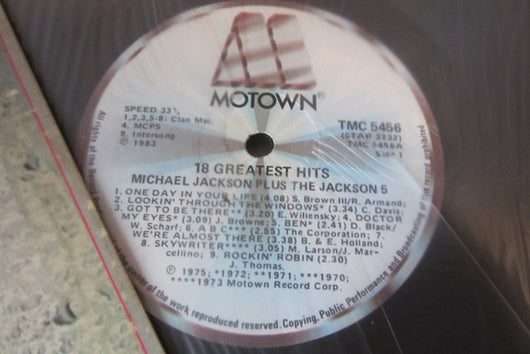 MOTOWN®
SPEED 33⅓
1,2,3,5-8: Clan Mac.
4. MCPS
9. Intersong
© 1983
TMC 5456
(STAR 2232)
TMC 5456A
Side 1
18 GREATEST HITS
MICHAEL JACKSON PLUS THE JACKSON 5
1. ONE DAY IN YOUR LIFE (4.08) S. Brown III/R. Armand;
2. LOOKIN' THROUGH THE WINDOWS* (3.34) C. Davis;
3. GOT TO BE THERE** (3.20) E. Willensky; 4. DOCTOR
MY EYES* (3.09) J. Browne; 5. BEN* (2.41) D. Black/
W. Scharf; 6. A B C*** (2.55) The Corporation; 7.
WE'RE ALMOST THERE (3.38) B. & E. Holland;
8. SKYWRITER**** (3.05) M. Larson/J. Mar-
cellino; 9. ROCKIN' ROBIN (2.30)
J. Thomas.
℗ 1975; *1972; **1971; ***1970;
****1973 Motown Record Corp.
All rights of the
of the work reproduced reserved. Copying, Public Performance and Broadcasting of